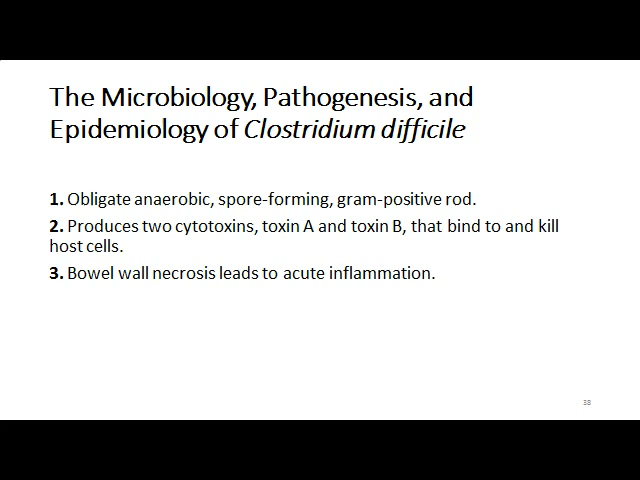 The Microbiology, Pathogenesis, and
Epidemiology of Clostridium difficile
1. Obligate anaerobic, spore-forming, gram-positive rod.
2. Produces two cytotoxins, toxin A and toxin B, that bind to and kill
host cells.
3. Bowel wall necrosis leads to acute inflammation.
38